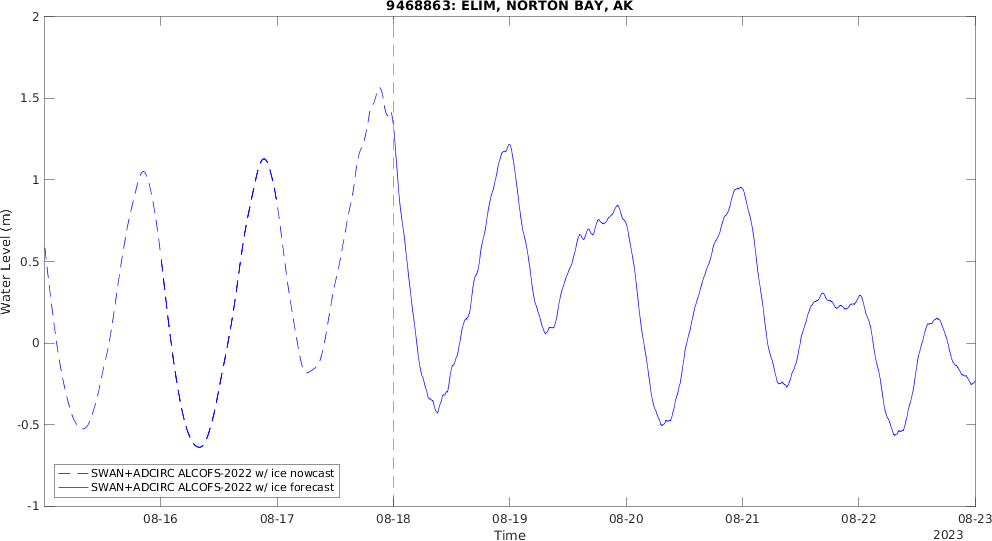 9468863: ELIM, NORTON BAY, AK
Water Level (m)
2
1.5
1
0.5
0
-0.5
-1
SWAN+ADCIRC ALCOFS-2022 w/ ice nowcast
SWAN+ADCIRC ALCOFS-2022 w/ ice forecast
08-16 08-17 08-18 08-19 08-20 08-21 08-22 08-23
Time
2023